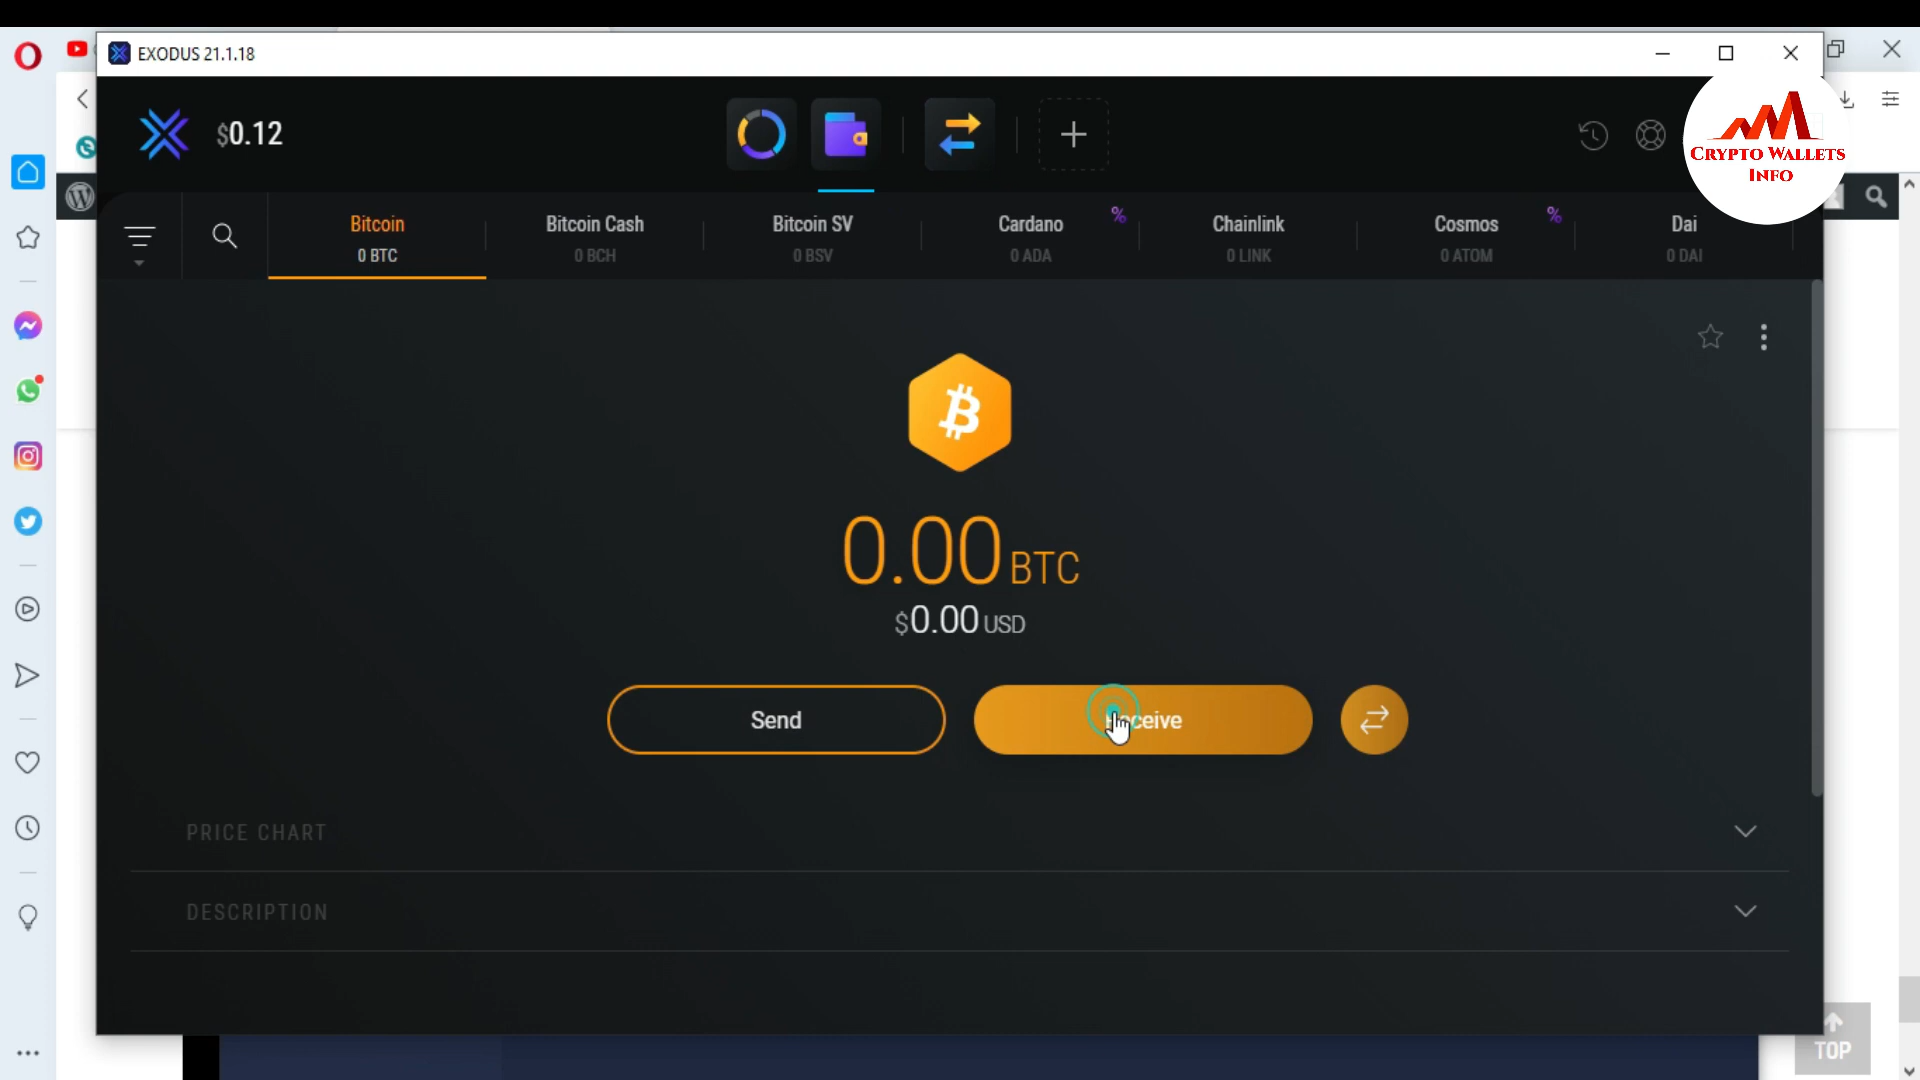 EXODUS 21.1.18
$0.12
CRYPTO WALLETS
INFO
Bitcoin
0 BTC
Bitcoin Cash
0 BCH
Bitcoin SV
0 BSV
Cardano
0 ADA
%
Chainlink
0 LINK
Cosmos
0 ATOM
%
Dai
0 DAI
0.00 BTC
$0.00 USD
Send
Receive
PRICE CHART
DESCRIPTION
TOP